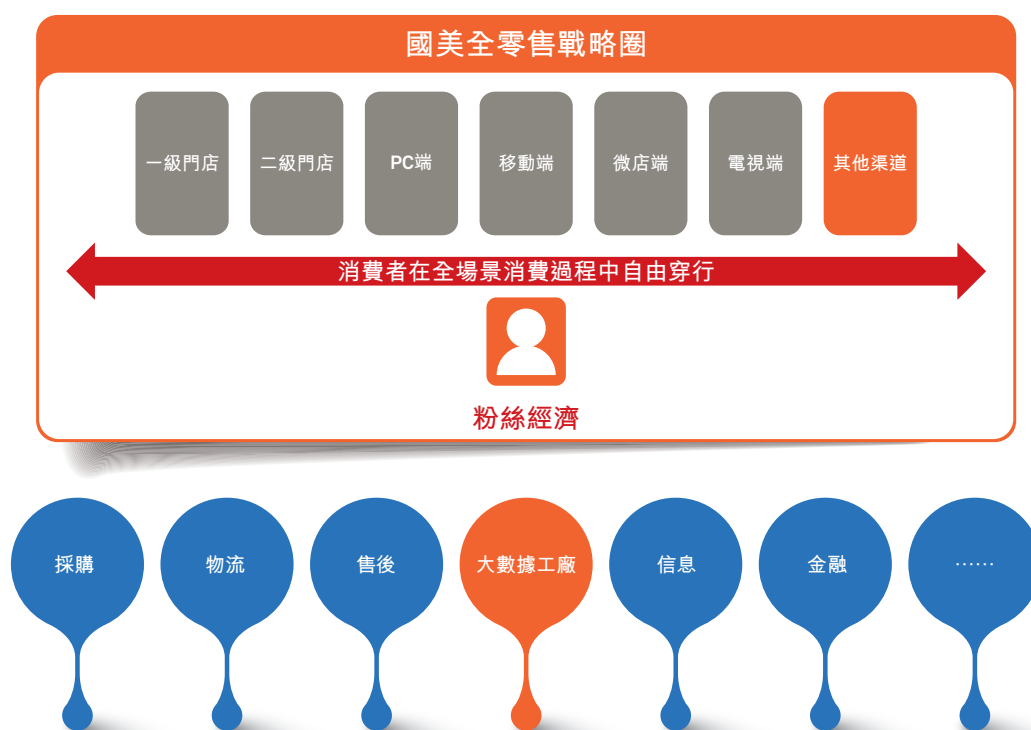 國美全零售戰略圈
一級門店
二級門店
PC端
移動端
微店端
電視端
其他渠道
消費者在全場景消費過程中自由穿行
粉絲經濟
採購
物流
售後
大數據工廠
信息
金融
……